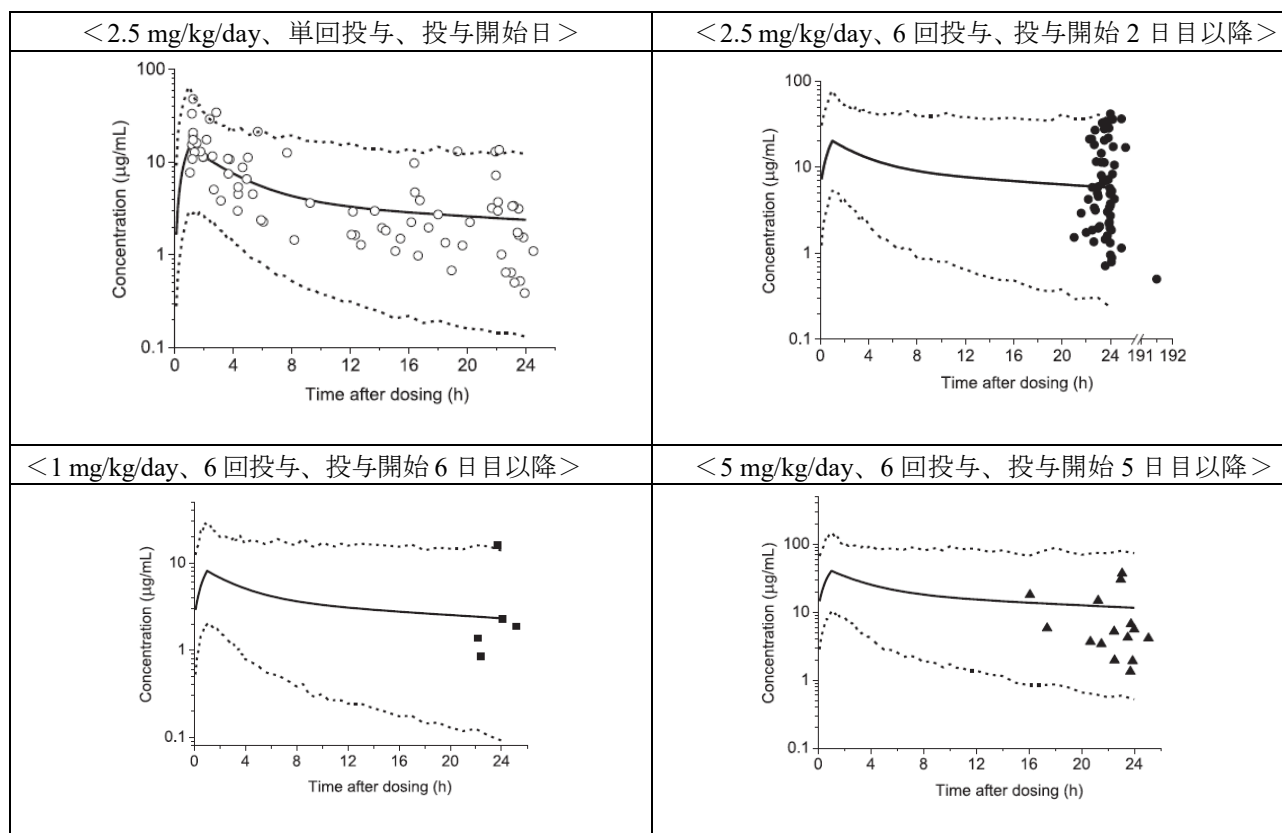 ＜2.5 mg/kg/day、単回投与、投与開始日＞
＜2.5 mg/kg/day、6 回投与、投与開始 2 日目以降＞
100
10
1
0.1
Concentration (μg/mL)
0 4 8 12 16 20 24
Time after dosing (h)
100
10
1
0.1
Concentration (μg/mL)
0 4 8 12 16 20 24 191 192
Time after dosing (h)
＜1 mg/kg/day、6 回投与、投与開始 6 日目以降＞
＜5 mg/kg/day、6 回投与、投与開始 5 日目以降＞
10
1
0.1
Concentration (μg/mL)
0 4 8 12 16 20 24
Time after dosing (h)
100
10
1
0.1
Concentration (μg/mL)
0 4 8 12 16 20 24
Time after dosing (h)